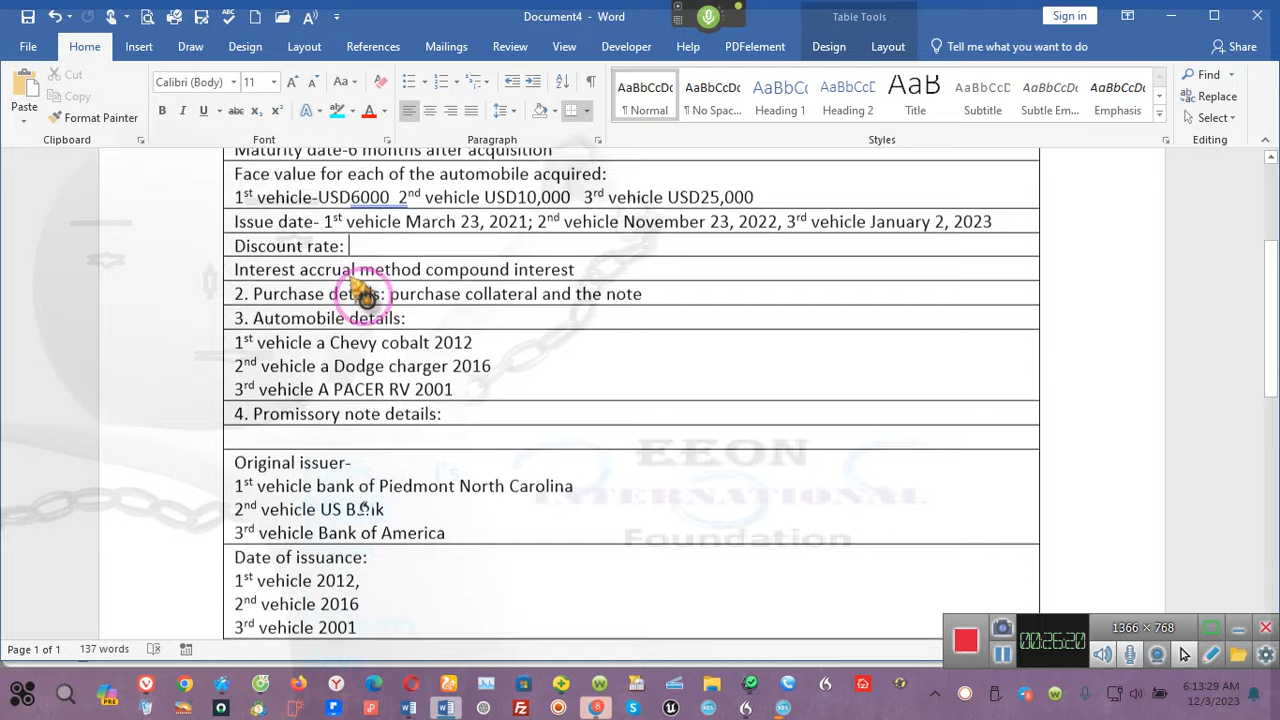 Document4 - Word
Table Tools
Sign in
File Home Insert Draw Design Layout References Mailings Review View Developer Help PDFelement Design Layout Tell me what you want to do Share
Paste
Cut
Copy
Format Painter
Clipboard
Calibri (Body) 11
Font
Paragraph
AaBbCcDc AaBbCcDc AaBbCc AaBbCcD AaB AaBbCcD AaBbCcDc AaBbCcDc
¶ Normal ¶ No Spac... Heading 1 Heading 2 Title Subtitle Subtle Em... Emphasis
Styles
Find
Replace
Select
Editing
Maturity date-6 months after acquisition
Face value for each of the automobile acquired:
1st vehicle-USD6000 2nd vehicle USD10,000 3rd vehicle USD25,000
Issue date- 1st vehicle March 23, 2021; 2nd vehicle November 23, 2022, 3rd vehicle January 2, 2023
Discount rate:
Interest accrual method compound interest
2. Purchase details: purchase collateral and the note
3. Automobile details:
1st vehicle a Chevy cobalt 2012
2nd vehicle a Dodge charger 2016
3rd vehicle A PACER RV 2001
4. Promissory note details:
Original issuer-
1st vehicle bank of Piedmont North Carolina
2nd vehicle US Bank
3rd vehicle Bank of America
Date of issuance:
1st vehicle 2012,
2nd vehicle 2016
3rd vehicle 2001
EEON
INTERNATIONAL
Foundation
1366 × 768
00:26:20
Page 1 of 1 137 words
6:13:29 AM
12/3/2023